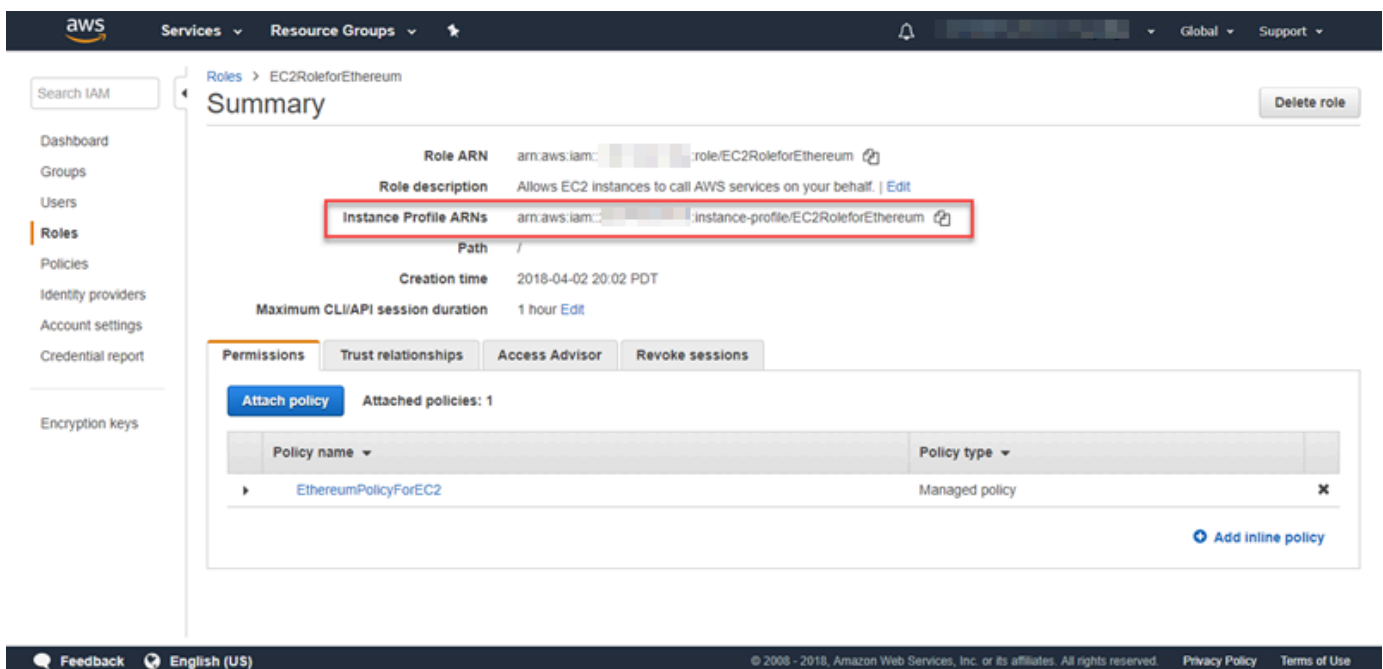 aws Services Resource Groups Global Support
Search IAM
Dashboard
Groups
Users
Roles
Policies
Identity providers
Account settings
Credential report
Encryption keys
Roles > EC2RoleforEthereum
Summary
Delete role
Role ARN arn:aws:iam:: :role/EC2RoleforEthereum
Role description Allows EC2 instances to call AWS services on your behalf. | Edit
Instance Profile ARNs arn:aws:iam:: :instance-profile/EC2RoleforEthereum
Path /
Creation time 2018-04-02 20:02 PDT
Maximum CLI/API session duration 1 hour Edit
Permissions Trust relationships Access Advisor Revoke sessions
Attach policy Attached policies: 1
Policy name Policy type
EthereumPolicyForEC2 Managed policy
Add inline policy
Feedback English (US) © 2008 - 2018, Amazon Web Services, Inc. or its affiliates. All rights reserved. Privacy Policy Terms of Use